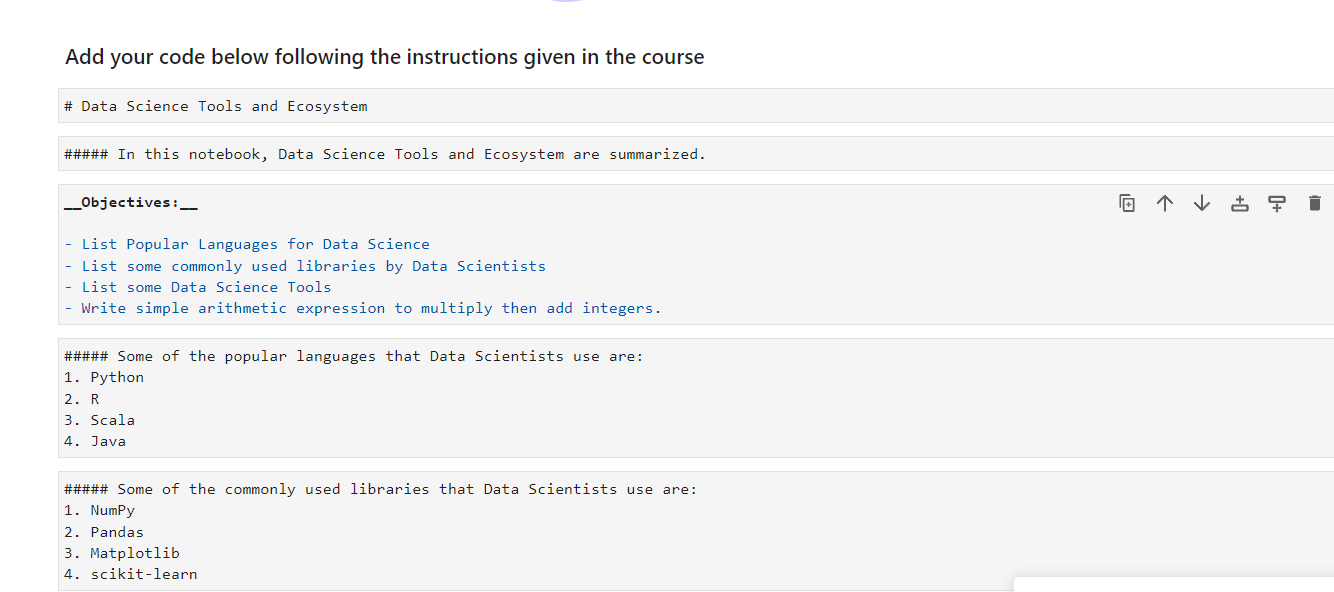 Add your code below following the instructions given in the course
# Data Science Tools and Ecosystem
##### In this notebook, Data Science Tools and Ecosystem are summarized.
__Objectives:__
- List Popular Languages for Data Science
- List some commonly used libraries by Data Scientists
- List some Data Science Tools
- Write simple arithmetic expression to multiply then add integers.
##### Some of the popular languages that Data Scientists use are:
1. Python
2. R
3. Scala
4. Java
##### Some of the commonly used libraries that Data Scientists use are:
1. NumPy
2. Pandas
3. Matplotlib
4. scikit-learn